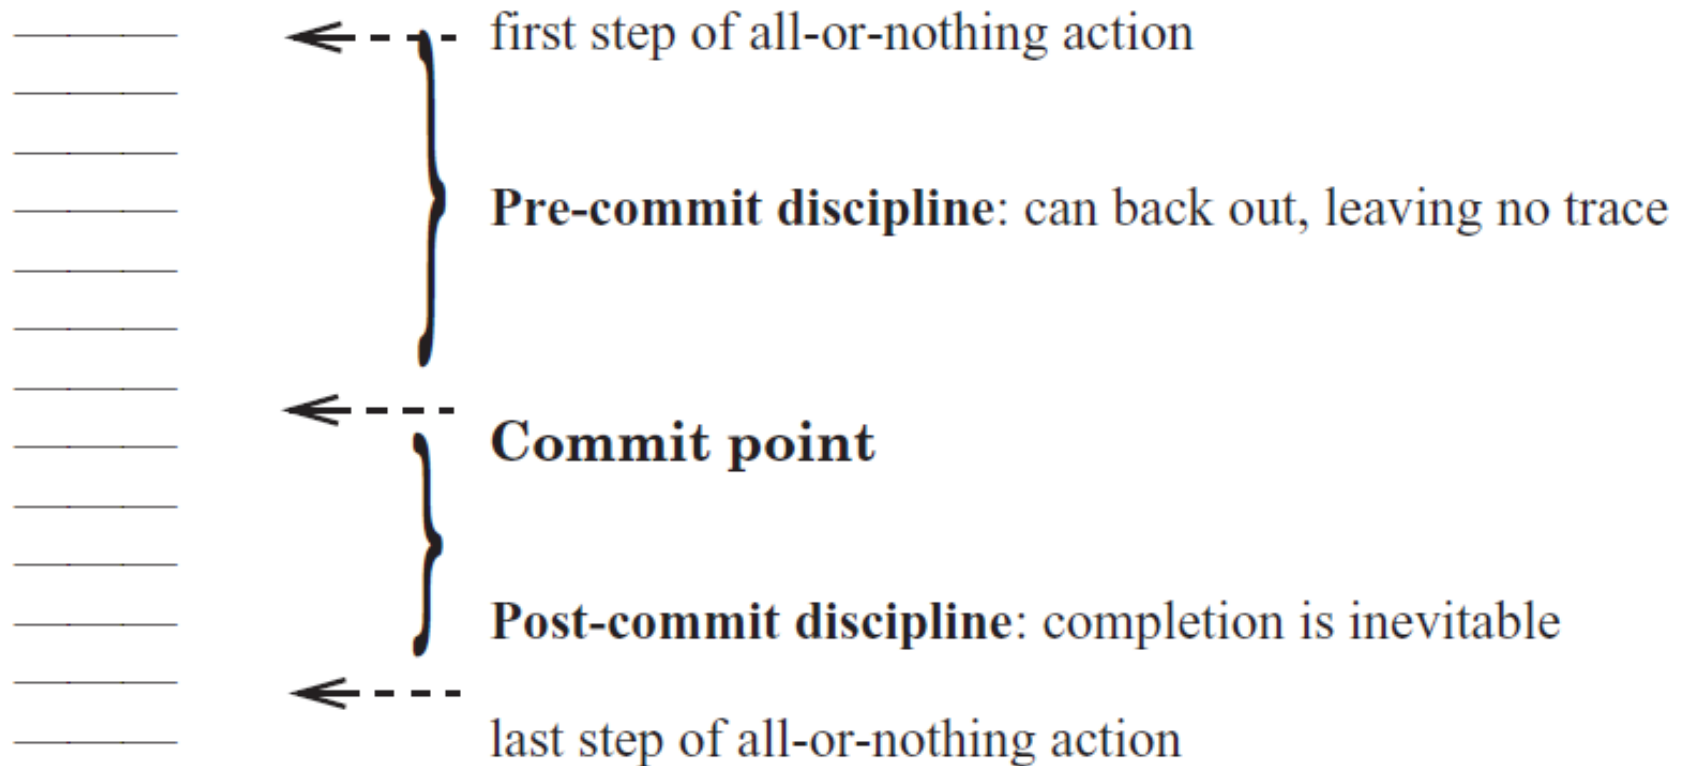 first step of all-or-nothing action
Pre-commit discipline: can back out, leaving no trace
Commit point
Post-commit discipline: completion is inevitable
last step of all-or-nothing action